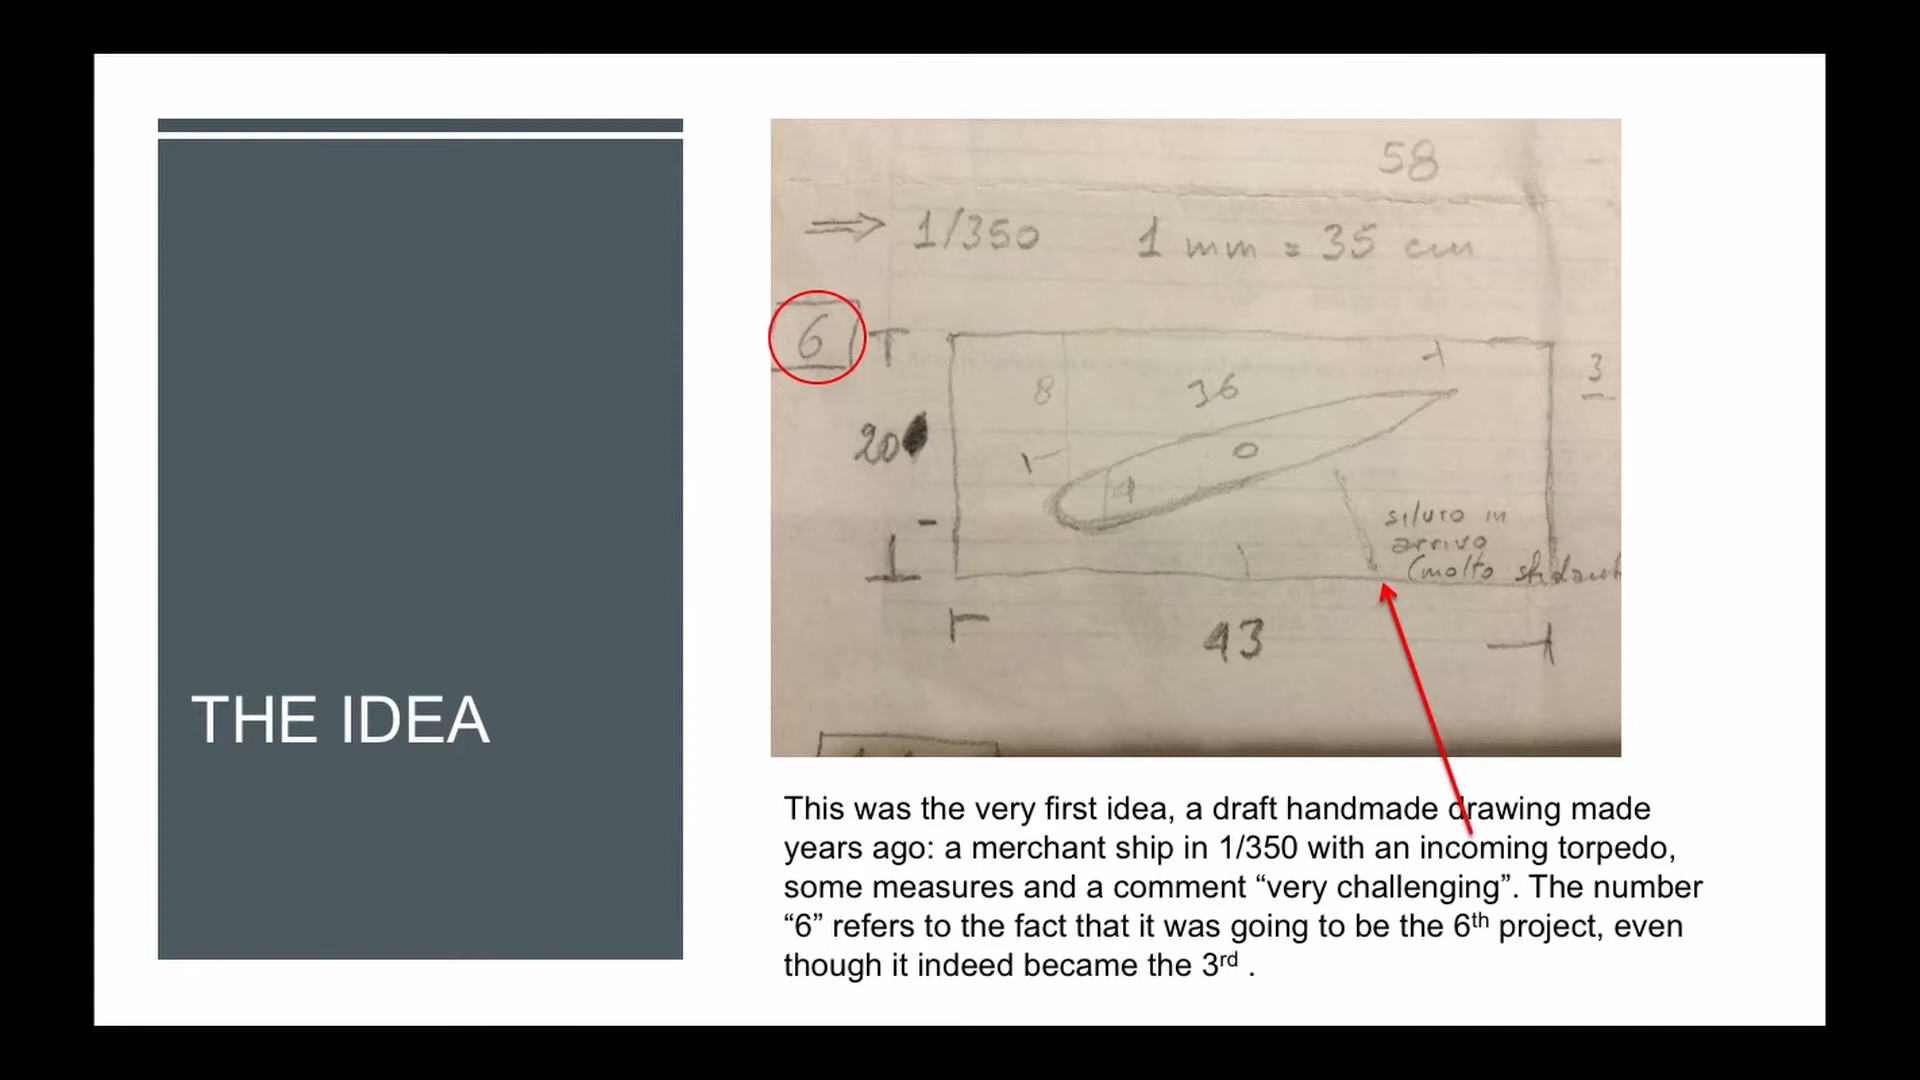 THE IDEA
58
⇒ 1/350 1 mm = 35 cm
6
8
36
3
20
4
siluro in
arrivo
(molto
43
This was the very first idea, a draft handmade drawing made
years ago: a merchant ship in 1/350 with an incoming torpedo,
some measures and a comment “very challenging”. The number
“6” refers to the fact that it was going to be the 6th project, even
though it indeed became the 3rd .